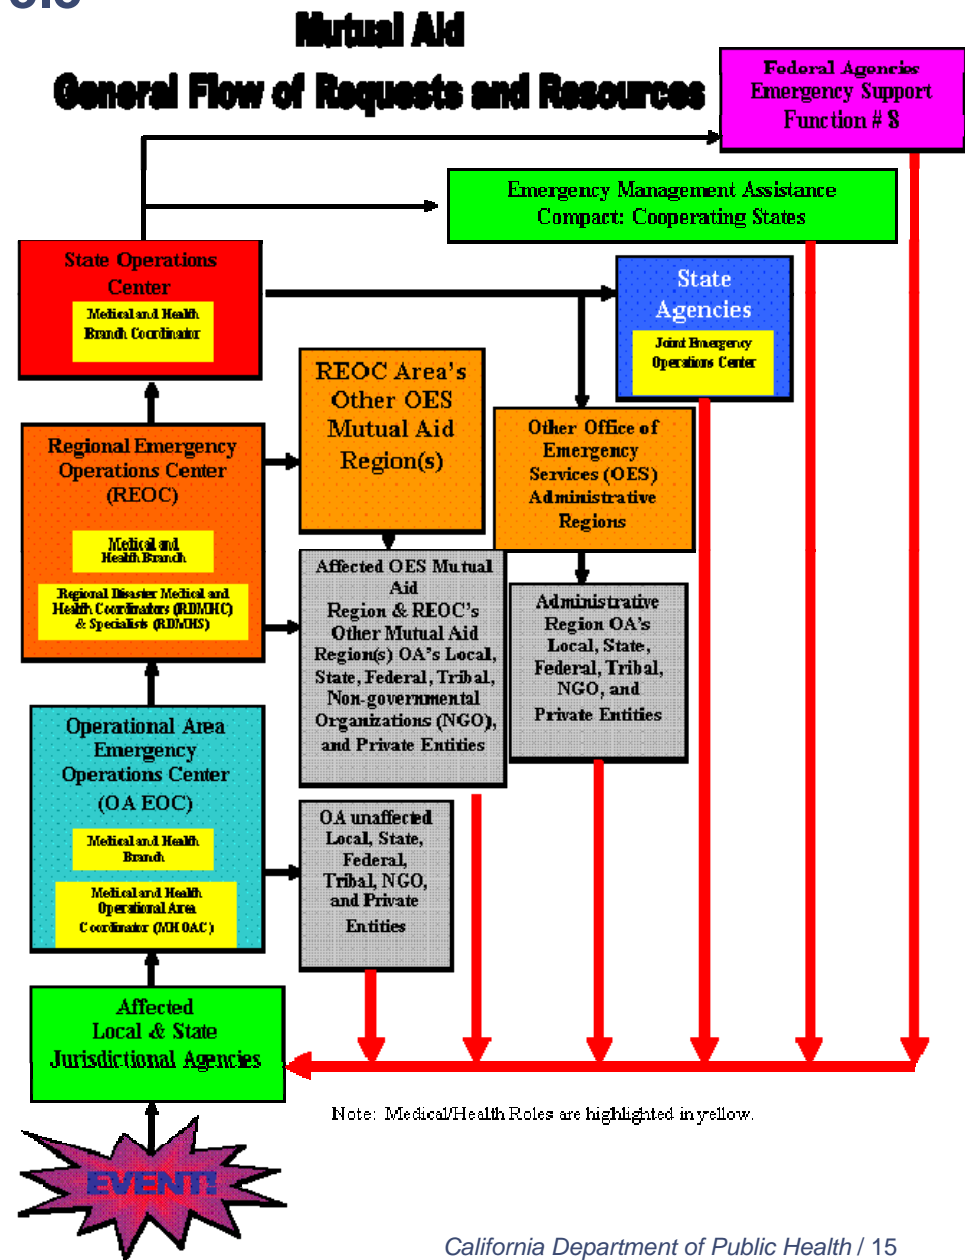 Mutual Aid
General Flow of Requests and Resources
Federal Agencies
Emergency Support
Function # 8
Emergency Management Assistance
Compact: Cooperating States
State Operations
Center
Medical and Health
Branch Coordinator
State
Agencies
Joint Emergency
Operations Center
REOC Area's
Other OES
Mutual Aid
Region(s)
Other Office of
Emergency
Services (OES)
Administrative
Regions
Regional Emergency
Operations Center
(REOC)
Medical and
Health Branch
Regional Disaster Medical and
Health Coordinators (RDMHC)
& Specialists (RDMHS)
Affected OES Mutual
Aid
Region & REOC's
Other Mutual Aid
Region(s) OA's Local,
State, Federal, Tribal,
Non-governmental
Organizations (NGO),
and Private Entities
Administrative
Region OA's
Local, State,
Federal, Tribal,
NGO, and
Private Entities
Operational Area
Emergency
Operations Center
(OA EOC)
Medical and Health
Branch
Medical and Health
Operational Area
Coordinator (MHOAC)
OA unaffected
Local, State,
Federal,
Tribal, NGO,
and Private
Entities
Affected
Local & State
Jurisdictional Agencies
Note: Medical/Health Roles are highlighted in yellow.
EVENT!
California Department of Public Health / 15